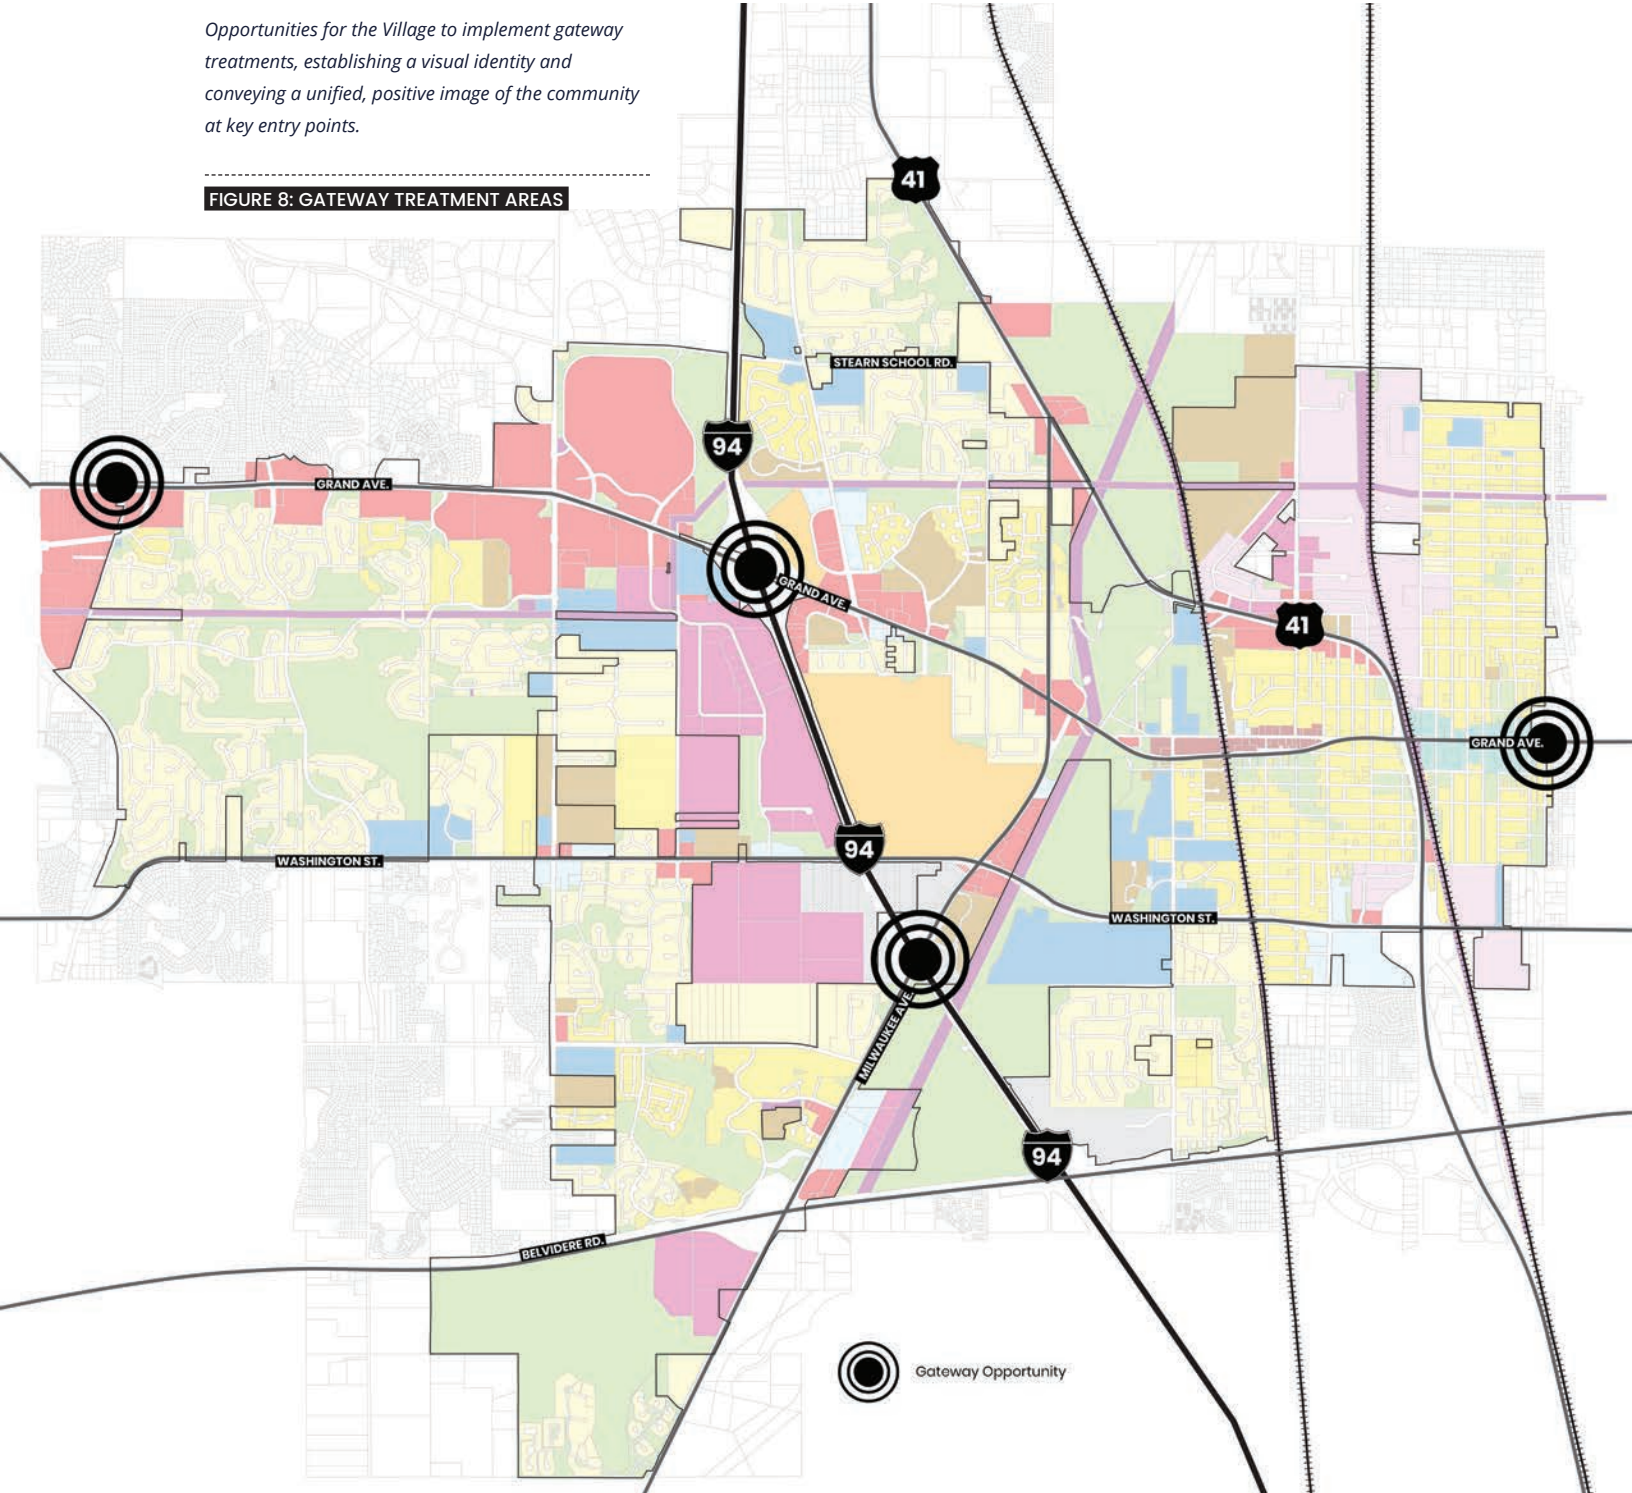 Opportunities for the Village to implement gateway
treatments, establishing a visual identity and
conveying a unified, positive image of the community
at key entry points.
FIGURE 8: GATEWAY TREATMENT AREAS
41
STEARN SCHOOL RD.
94
GRAND AVE.
GRAND AVE.
41
GRAND AVE.
94
WASHINGTON ST.
WASHINGTON ST.
MILWAUKEE AVE.
94
BELVIDERE RD.
Gateway Opportunity